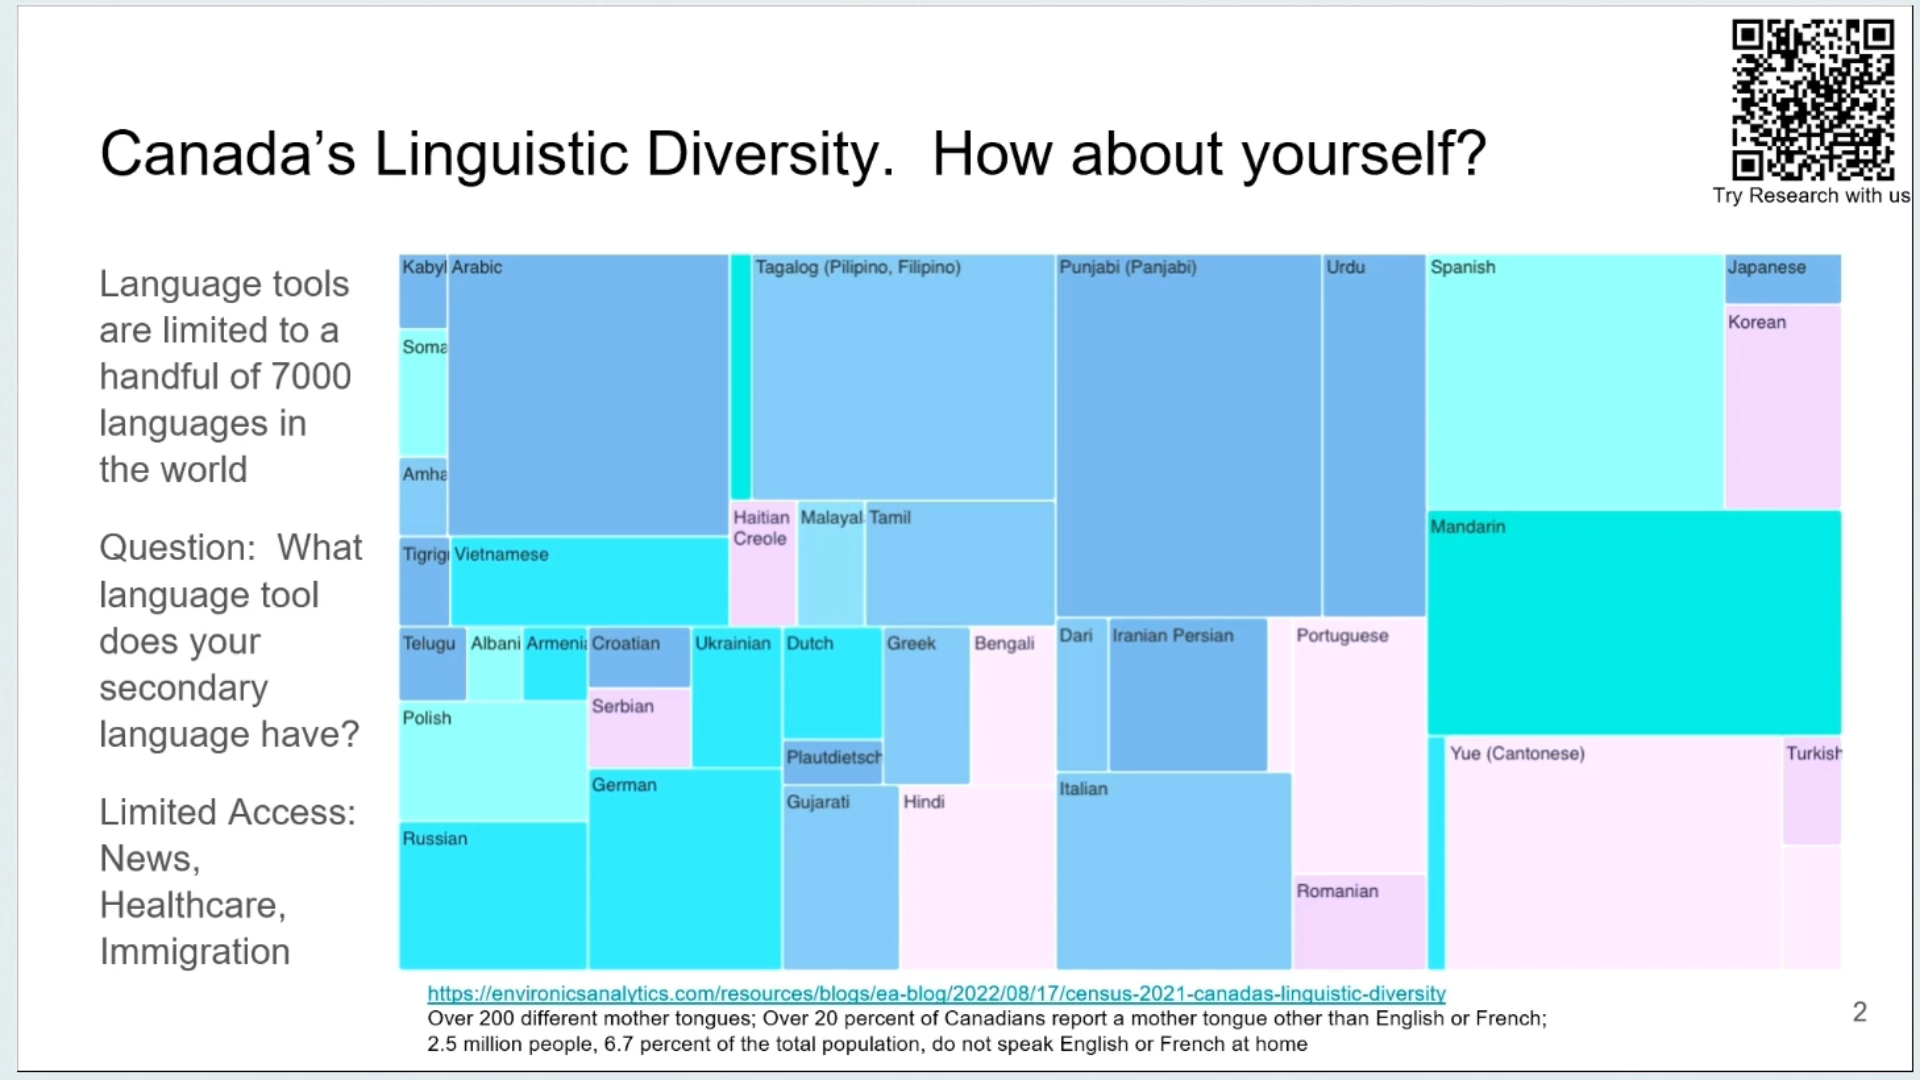 Try Research with us
Canada's Linguistic Diversity.  How about yourself?
Language tools
are limited to a
handful of 7000
languages in
the world
Question:  What
language tool
does your
secondary
language have?
Limited Access:
News,
Healthcare,
Immigration
Kabyl
Arabic
Tagalog (Pilipino, Filipino)
Punjabi (Panjabi)
Urdu
Spanish
Japanese
Korean
Soma
Amha
Haitian
Creole
Malayal
Tamil
Mandarin
Tigrig
Vietnamese
Telugu
Albani
Armenia
Croatian
Ukrainian
Dutch
Greek
Bengali
Dari
Iranian Persian
Portuguese
Serbian
Polish
Plautdietsch
Yue (Cantonese)
Turkish
German
Gujarati
Hindi
Italian
Russian
Romanian
https://environicsanalytics.com/resources/blogs/ea-blog/2022/08/17/census-2021-canadas-linguistic-diversity
Over 200 different mother tongues; Over 20 percent of Canadians report a mother tongue other than English or French;
2.5 million people, 6.7 percent of the total population, do not speak English or French at home
2